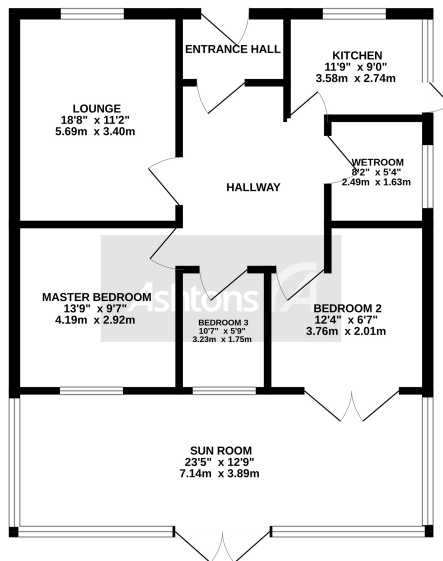 ENTRANCE HALL
KITCHEN
11'9" x 9'0"
3.58m x 2.74m
LOUNGE
18'8" x 11'2"
5.69m x 3.40m
WETROOM
8'2" x 5'4"
2.49m x 1.63m
HALLWAY
MASTER BEDROOM
13'9" x 9'7"
4.19m x 2.92m
Ashtons
BEDROOM 3
10'7" x 5'9"
3.23m x 1.75m
BEDROOM 2
12'4" x 6'7"
3.76m x 2.01m
SUN ROOM
23'5" x 12'9"
7.14m x 3.89m